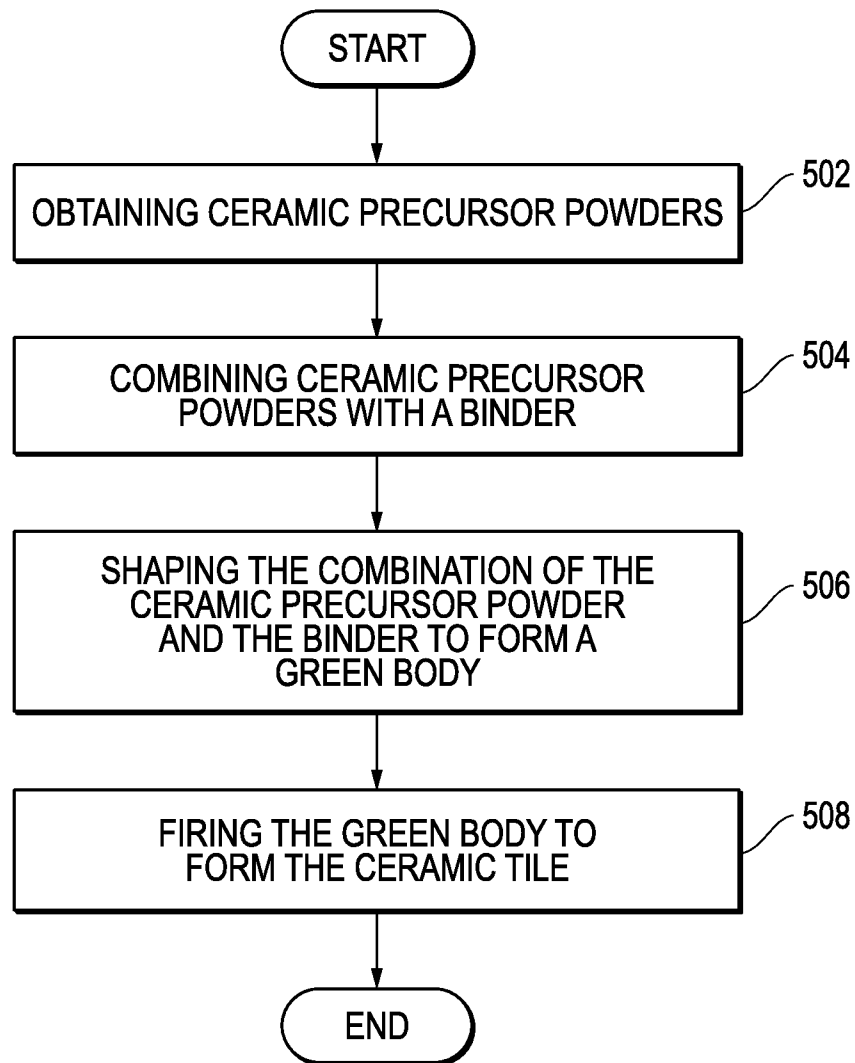 START
502
OBTAINING CERAMIC PRECURSOR POWDERS
504
COMBINING CERAMIC PRECURSOR
POWDERS WITH A BINDER
506
SHAPING THE COMBINATION OF THE
CERAMIC PRECURSOR POWDER
AND THE BINDER TO FORM A
GREEN BODY
508
FIRING THE GREEN BODY TO
FORM THE CERAMIC TILE
END